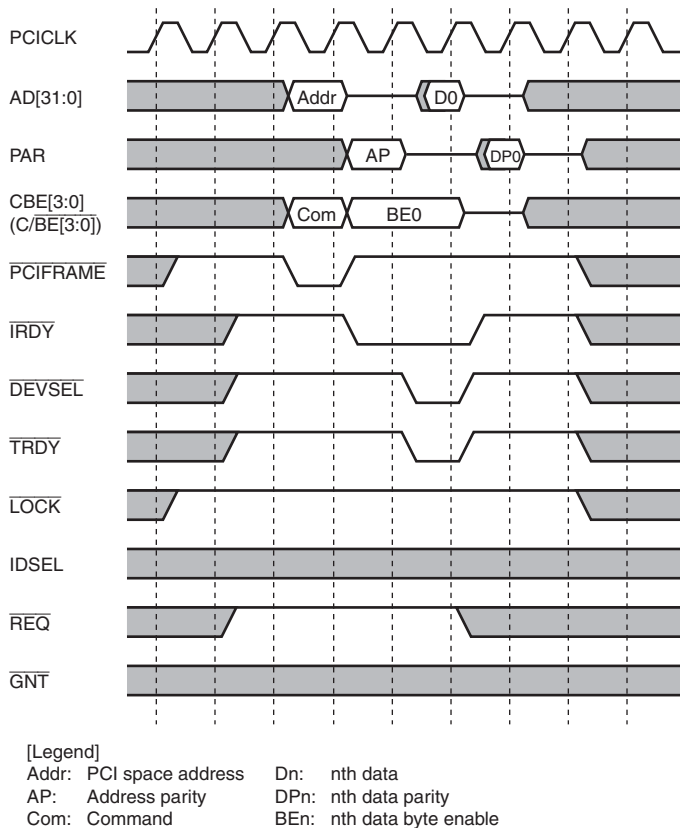 PCICLK
AD[31:0] Addr D0
PAR AP DP0
CBE[3:0]
(C/BE[3:0]) Com BE0
PCIFRAME
IRDY
DEVSEL
TRDY
LOCK
IDSEL
REQ
GNT
[Legend]
Addr: PCI space address Dn: nth data
AP: Address parity DPn: nth data parity
Com: Command BEn: nth data byte enable